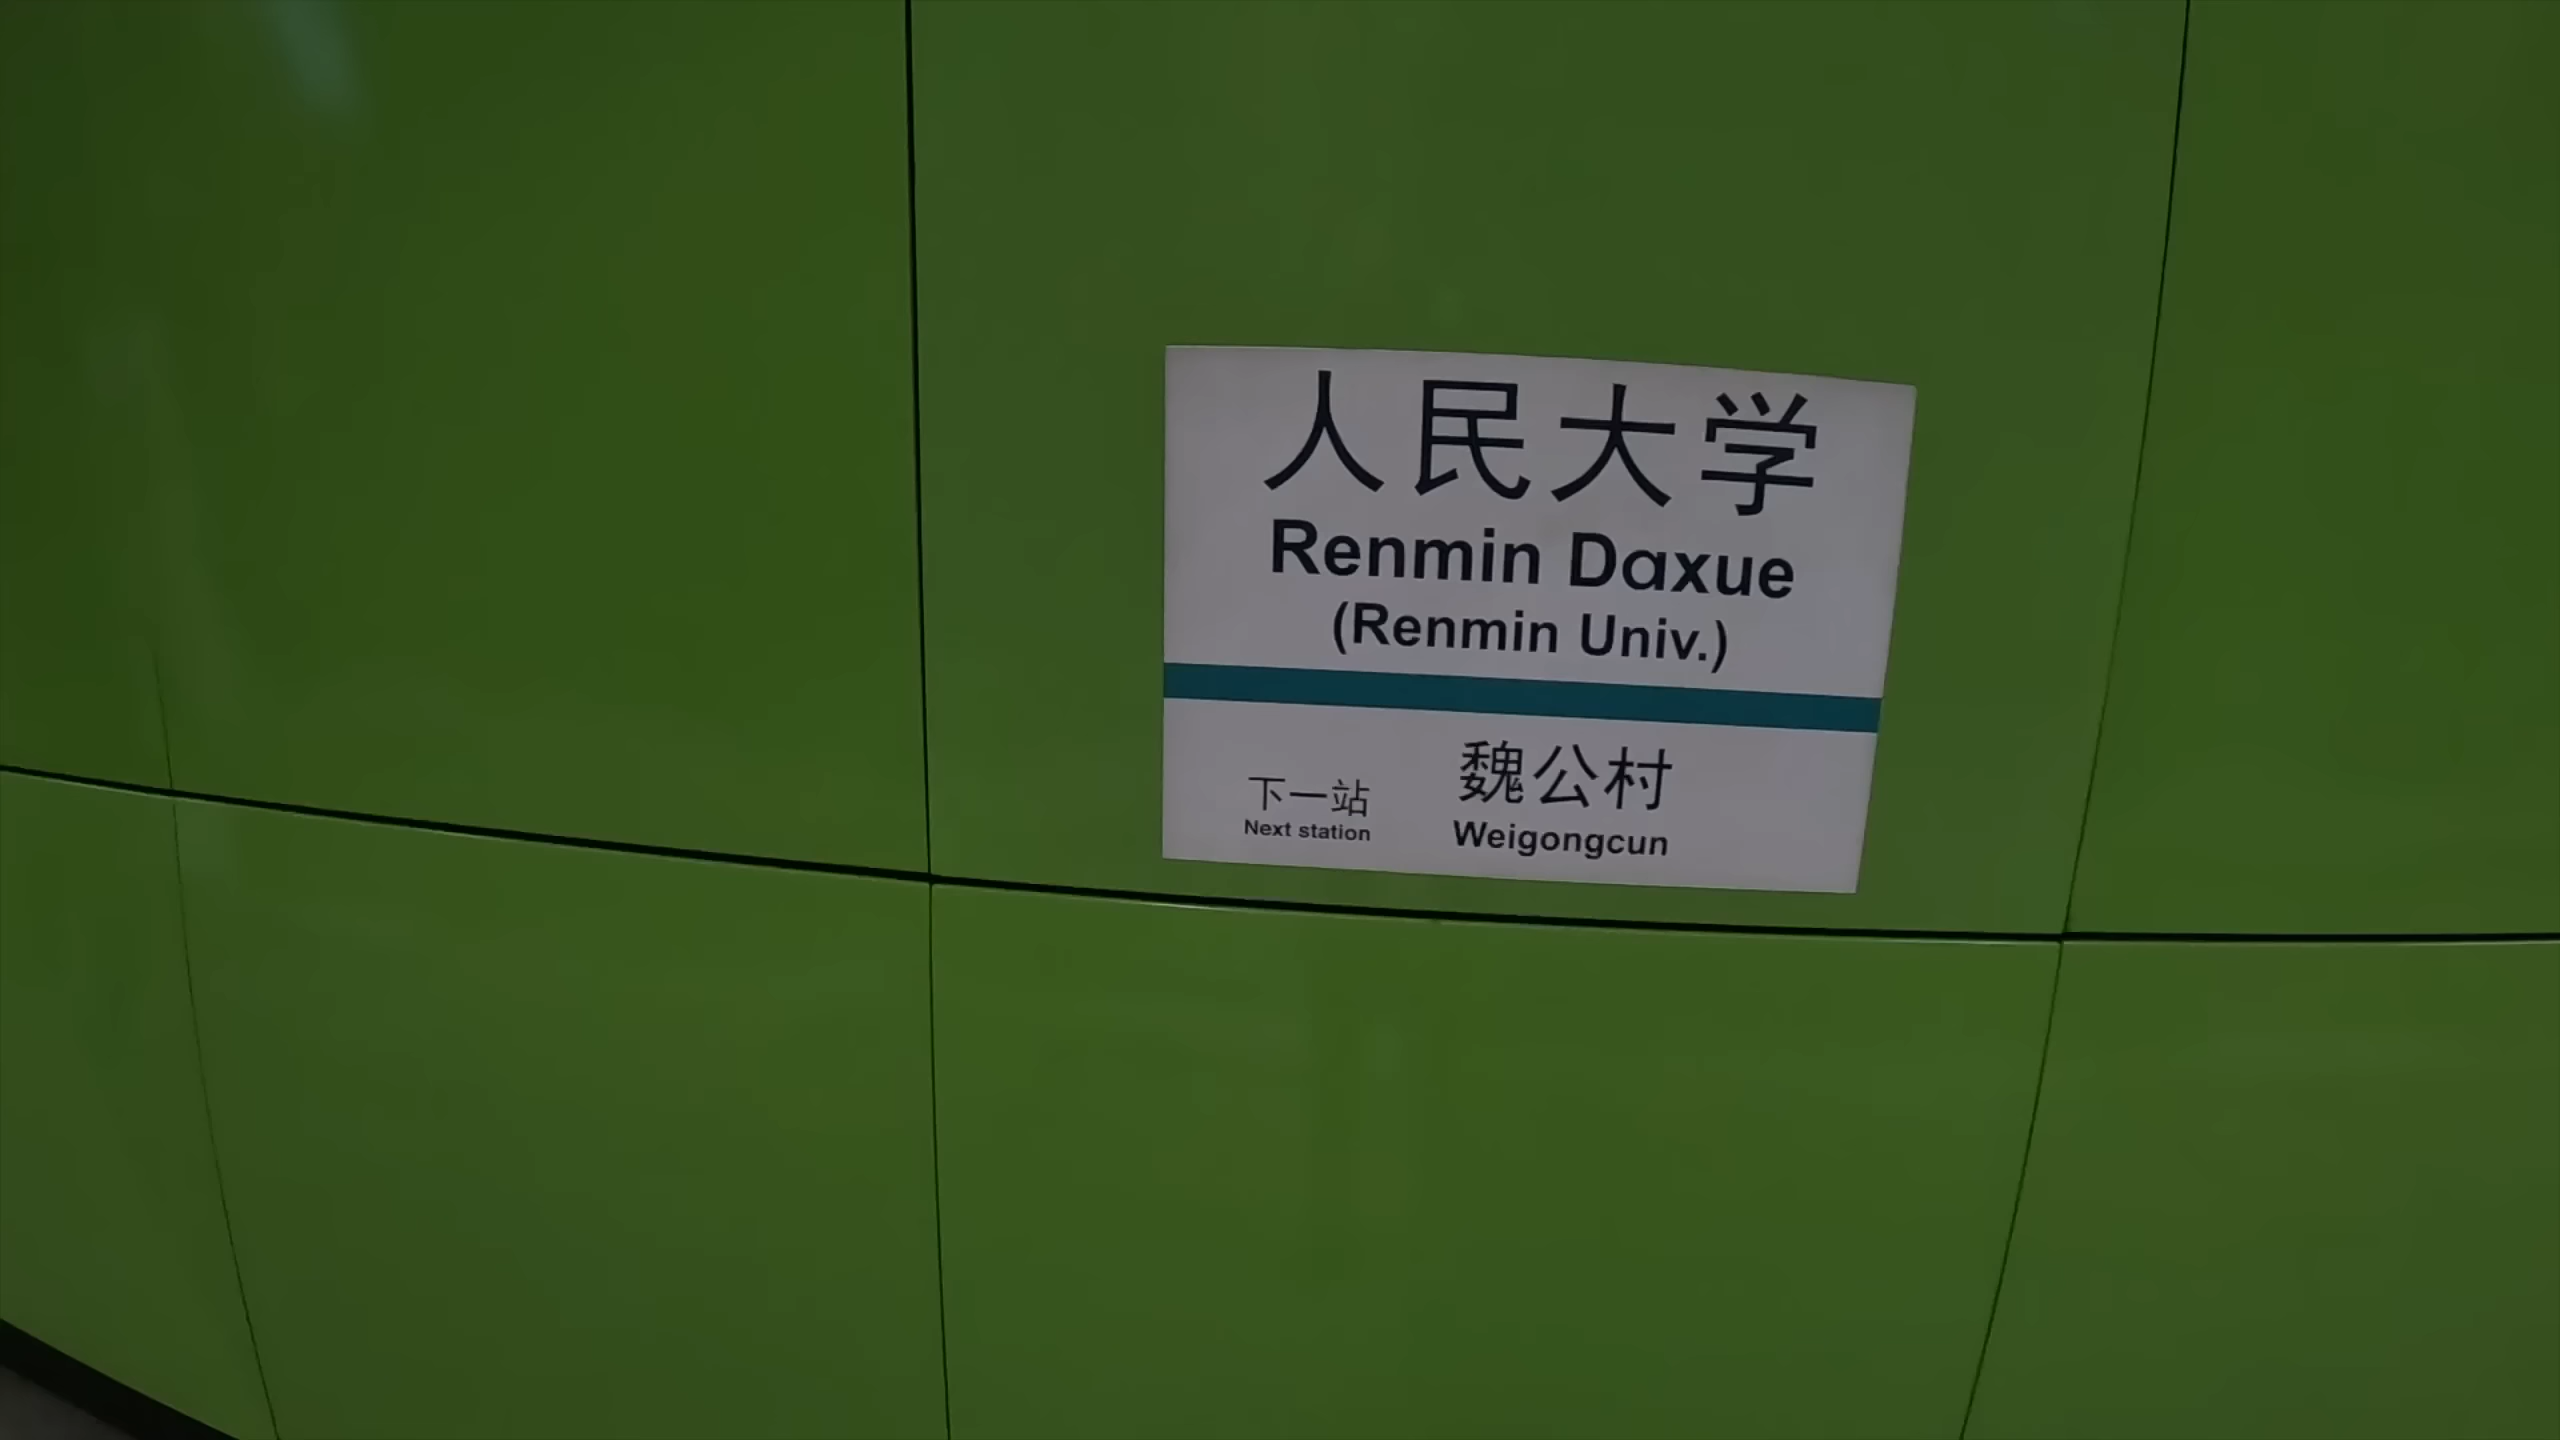 人民大学
Renmin Daxue
(Renmin Univ.)
下一站 魏公村
Next station Weigongcun